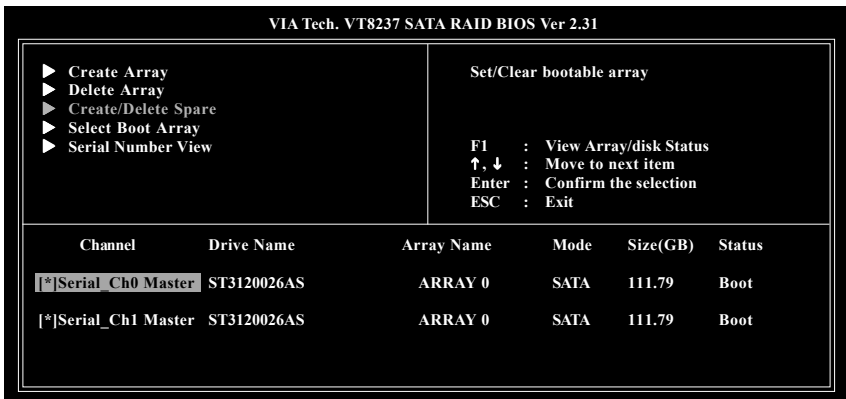 VIA Tech. VT8237 SATA RAID BIOS Ver 2.31
Create Array
Delete Array
Create/Delete Spare
Select Boot Array
Serial Number View
Set/Clear bootable array
F1 : View Array/disk Status
↑, ↓ : Move to next item
Enter : Confirm the selection
ESC : Exit
Channel Drive Name Array Name Mode Size(GB) Status
[*]Serial_Ch0 Master ST3120026AS ARRAY 0 SATA 111.79 Boot
[*]Serial_Ch1 Master ST3120026AS ARRAY 0 SATA 111.79 Boot